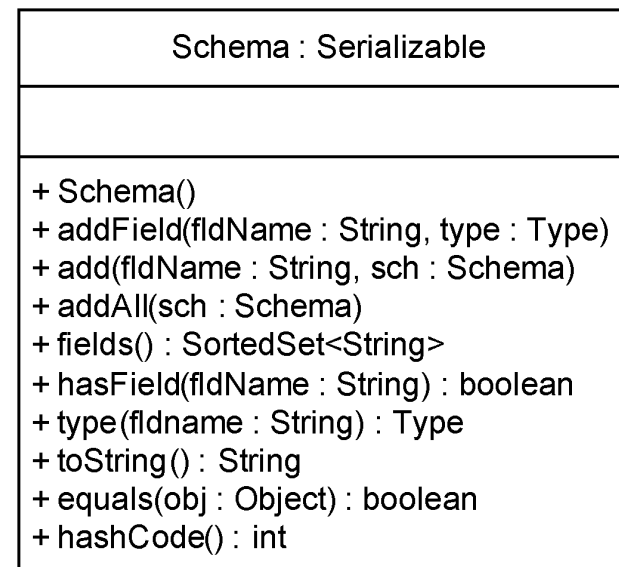 Schema : Serializable
+ Schema()
+ addField(fldName : String, type : Type)
+ add(fldName : String, sch : Schema)
+ addAll(sch : Schema)
+ fields() : SortedSet<String>
+ hasField(fldName : String) : boolean
+ type(fldname : String) : Type
+ toString() : String
+ equals(obj : Object) : boolean
+ hashCode() : int